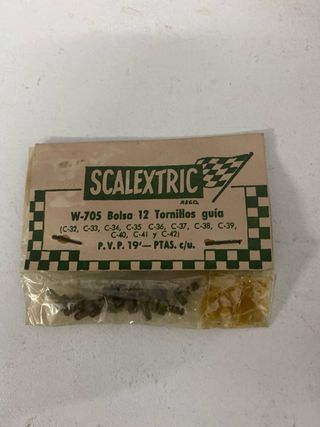 SCALEXTRIC
REGD.
W-705 Bolsa 12 Tornillos guía
(C-32, C-33, C-34, C-35 C-36, C-37, C-38, C-39,
C-40, C-41 y C-42)
P.V.P. 19'— PTAS. c/u.